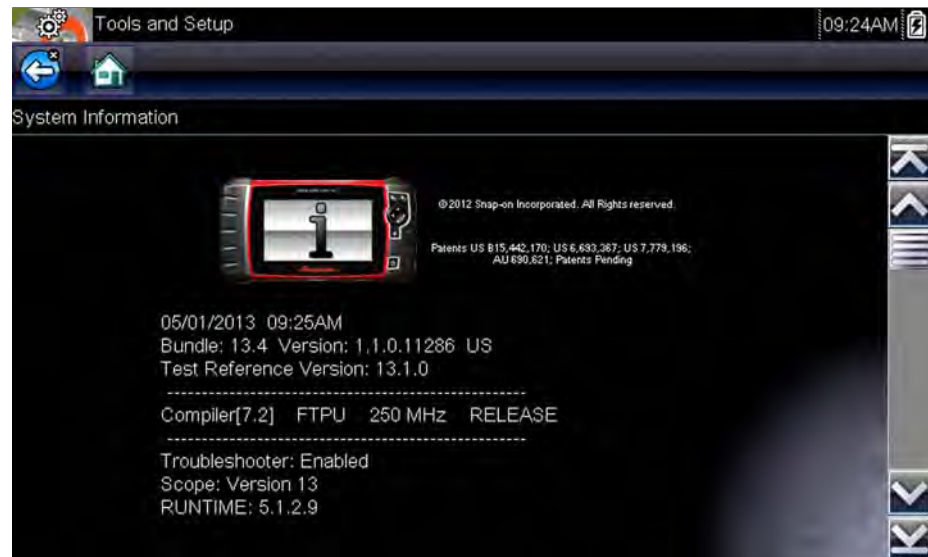 Tools and Setup
09:24AM
System Information
©2012 Snap-on Incorporated. All Rights reserved.
Patents US B15,442,170; US 6,693,367; US 7,779,196;
AU 690,621; Patents Pending
05/01/2013 09:25AM
Bundle: 13.4 Version: 1.1.0.11286 US
Test Reference Version: 13.1.0
Compiler[7.2] FTPU 250 MHz RELEASE
Troubleshooter: Enabled
Scope: Version 13
RUNTIME: 5.1.2.9